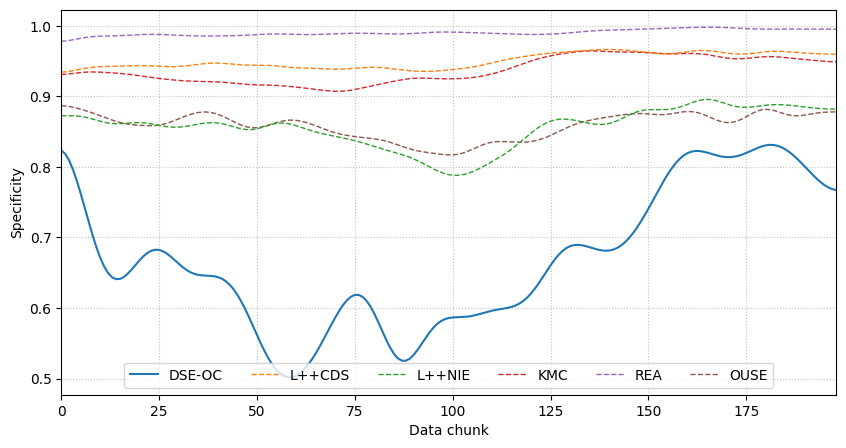 1.0
0.9
0.8
0.7
0.6
0.5
Specificity
DSE-OC L++CDS L++NIE KMC REA OUSE
0 25 50 75 100 125 150 175
Data chunk